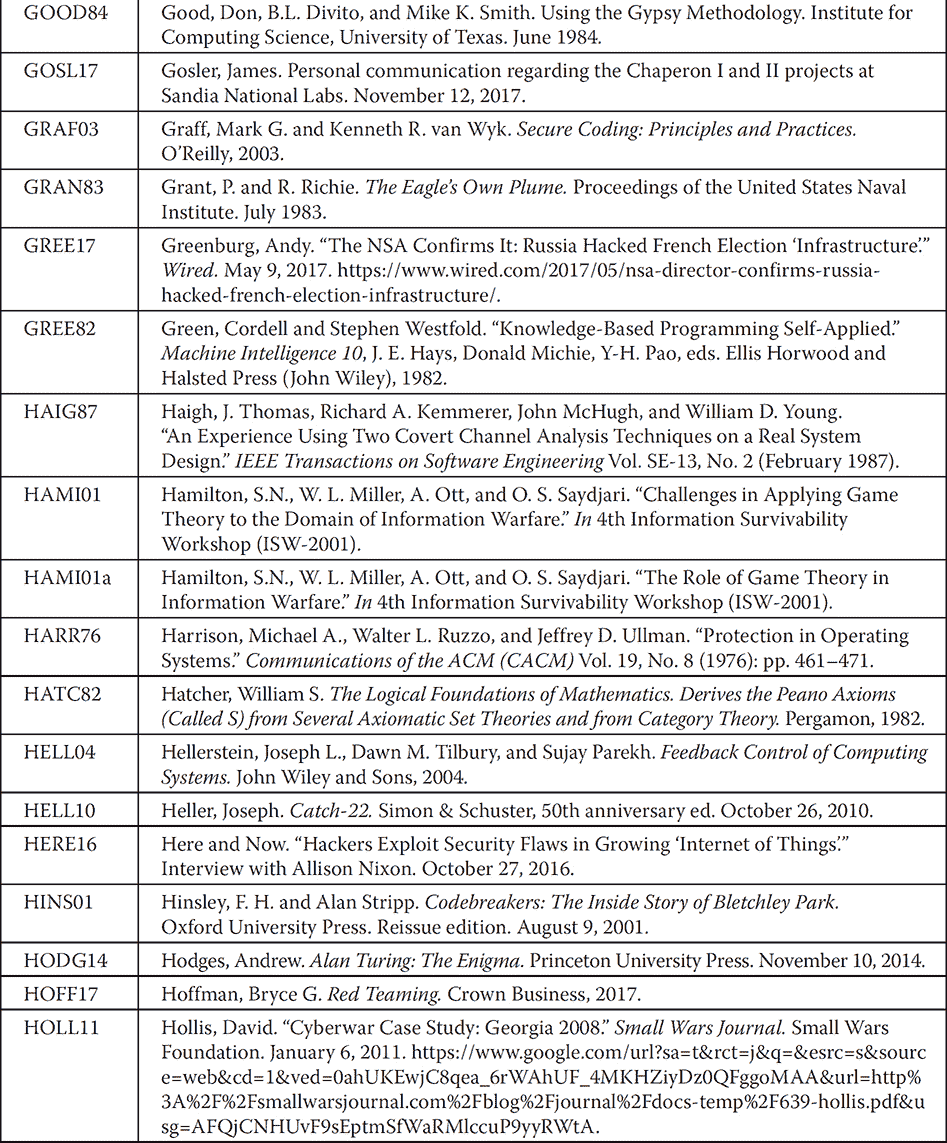 GOOD84 Good, Don, B.L. Divito, and Mike K. Smith. Using the Gypsy Methodology. Institute for
Computing Science, University of Texas. June 1984.
GOSL17 Gosler, James. Personal communication regarding the Chaperon I and II projects at
Sandia National Labs. November 12, 2017.
GRAF03 Graff, Mark G. and Kenneth R. van Wyk. Secure Coding: Principles and Practices.
O’Reilly, 2003.
GRAN83 Grant, P. and R. Richie. The Eagle’s Own Plume. Proceedings of the United States Naval
Institute. July 1983.
GREE17 Greenburg, Andy. “The NSA Confirms It: Russia Hacked French Election ‘Infrastructure.’”
Wired. May 9, 2017. https://www.wired.com/2017/05/nsa-director-confirms-russia-
hacked-french-election-infrastructure/.
GREE82 Green, Cordell and Stephen Westfold. “Knowledge-Based Programming Self-Applied.”
Machine Intelligence 10, J. E. Hays, Donald Michie, Y-H. Pao, eds. Ellis Horwood and
Halsted Press (John Wiley), 1982.
HAIG87 Haigh, J. Thomas, Richard A. Kemmerer, John McHugh, and William D. Young.
“An Experience Using Two Covert Channel Analysis Techniques on a Real System
Design.” IEEE Transactions on Software Engineering Vol. SE-13, No. 2 (February 1987).
HAMI01 Hamilton, S.N., W. L. Miller, A. Ott, and O. S. Saydjari. “Challenges in Applying Game
Theory to the Domain of Information Warfare.” In 4th Information Survivability
Workshop (ISW-2001).
HAMI01a Hamilton, S.N., W. L. Miller, A. Ott, and O. S. Saydjari. “The Role of Game Theory in
Information Warfare.” In 4th Information Survivability Workshop (ISW-2001).
HARR76 Harrison, Michael A., Walter L. Ruzzo, and Jeffrey D. Ullman. “Protection in Operating
Systems.” Communications of the ACM (CACM) Vol. 19, No. 8 (1976): pp. 461–471.
HATC82 Hatcher, William S. The Logical Foundations of Mathematics. Derives the Peano Axioms
(Called S) from Several Axiomatic Set Theories and from Category Theory. Pergamon, 1982.
HELL04 Hellerstein, Joseph L., Dawn M. Tilbury, and Sujay Parekh. Feedback Control of Computing
Systems. John Wiley and Sons, 2004.
HELL10 Heller, Joseph. Catch-22. Simon & Schuster, 50th anniversary ed. October 26, 2010.
HERE16 Here and Now. “Hackers Exploit Security Flaws in Growing ‘Internet of Things.’”
Interview with Allison Nixon. October 27, 2016.
HINS01 Hinsley, F. H. and Alan Stripp. Codebreakers: The Inside Story of Bletchley Park.
Oxford University Press. Reissue edition. August 9, 2001.
HODG14 Hodges, Andrew. Alan Turing: The Enigma. Princeton University Press. November 10, 2014.
HOFF17 Hoffman, Bryce G. Red Teaming. Crown Business, 2017.
HOLL11 Hollis, David. “Cyberwar Case Study: Georgia 2008.” Small Wars Journal. Small Wars
Foundation. January 6, 2011. https://www.google.com/url?sa=t&rct=j&q=&esrc=s&sourc
e=web&cd=1&ved=0ahUKEwjC8qea_6rWAhUF_4MKHZiyDz0QFggoMAA&url=http%
3A%2F%2Fsmallwarsjournal.com%2Fblog%2Fjournal%2Fdocs-temp%2F639-hollis.pdf&u
sg=AFQjCNHUvF9sEptmSfWaRMlccuP9yyRWtA.